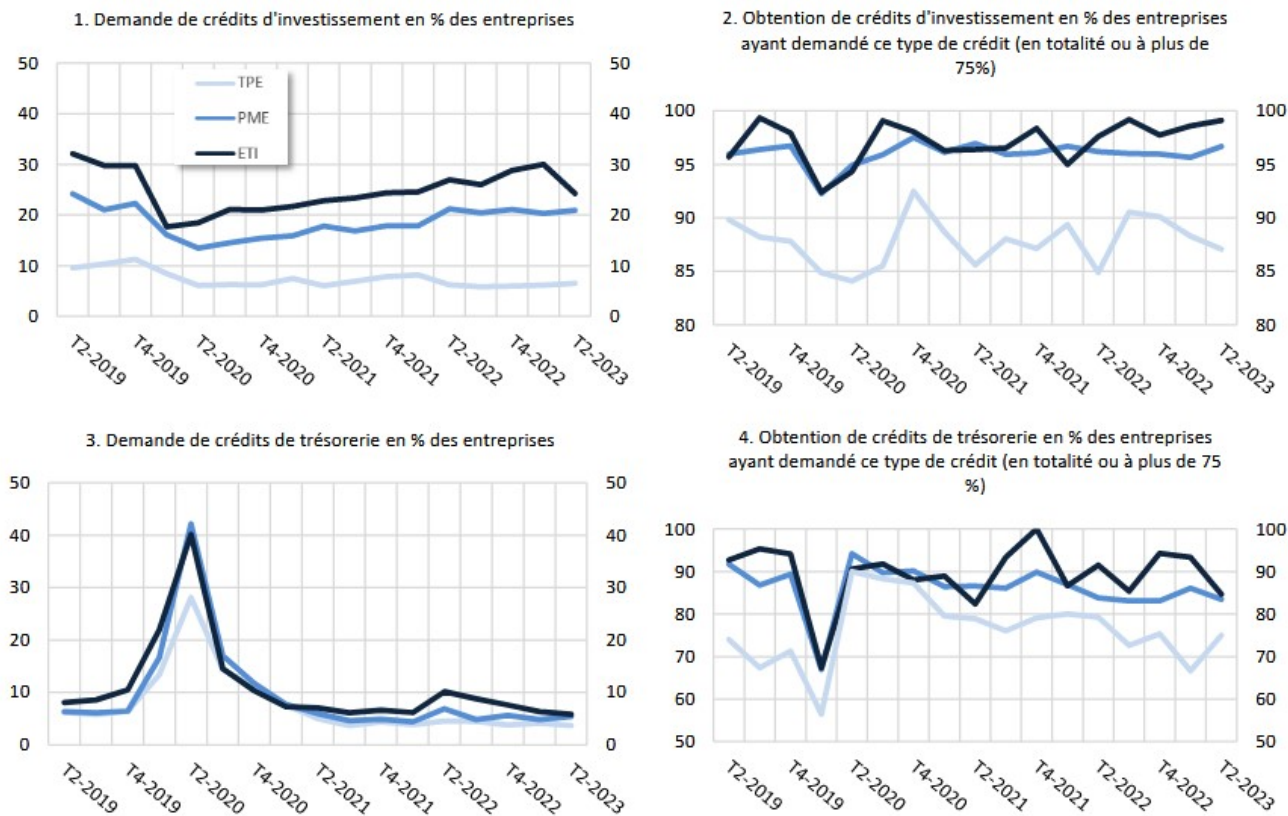 1. Demande de crédits d'investissement en % des entreprises
50
40
30
20
10
0
TPE
PME
ETI
50
40
30
20
10
0
T2-2019
T4-2019
T2-2020
T4-2020
T2-2021
T4-2021
T2-2022
T4-2022
T2-2023
2. Obtention de crédits d'investissement en % des entreprises
ayant demandé ce type de crédit (en totalité ou à plus de
75%)
100
95
90
85
80
100
95
90
85
80
T2-2019
T4-2019
T2-2020
T4-2020
T2-2021
T4-2021
T2-2022
T4-2022
T2-2023
3. Demande de crédits de trésorerie en % des entreprises
50
40
30
20
10
0
50
40
30
20
10
0
T2-2019
T4-2019
T2-2020
T4-2020
T2-2021
T4-2021
T2-2022
T4-2022
T2-2023
4. Obtention de crédits de trésorerie en % des entreprises
ayant demandé ce type de crédit (en totalité ou à plus de 75
%)
100
90
80
70
60
50
100
90
80
70
60
50
T2-2019
T4-2019
T2-2020
T4-2020
T2-2021
T4-2021
T2-2022
T4-2022
T2-2023